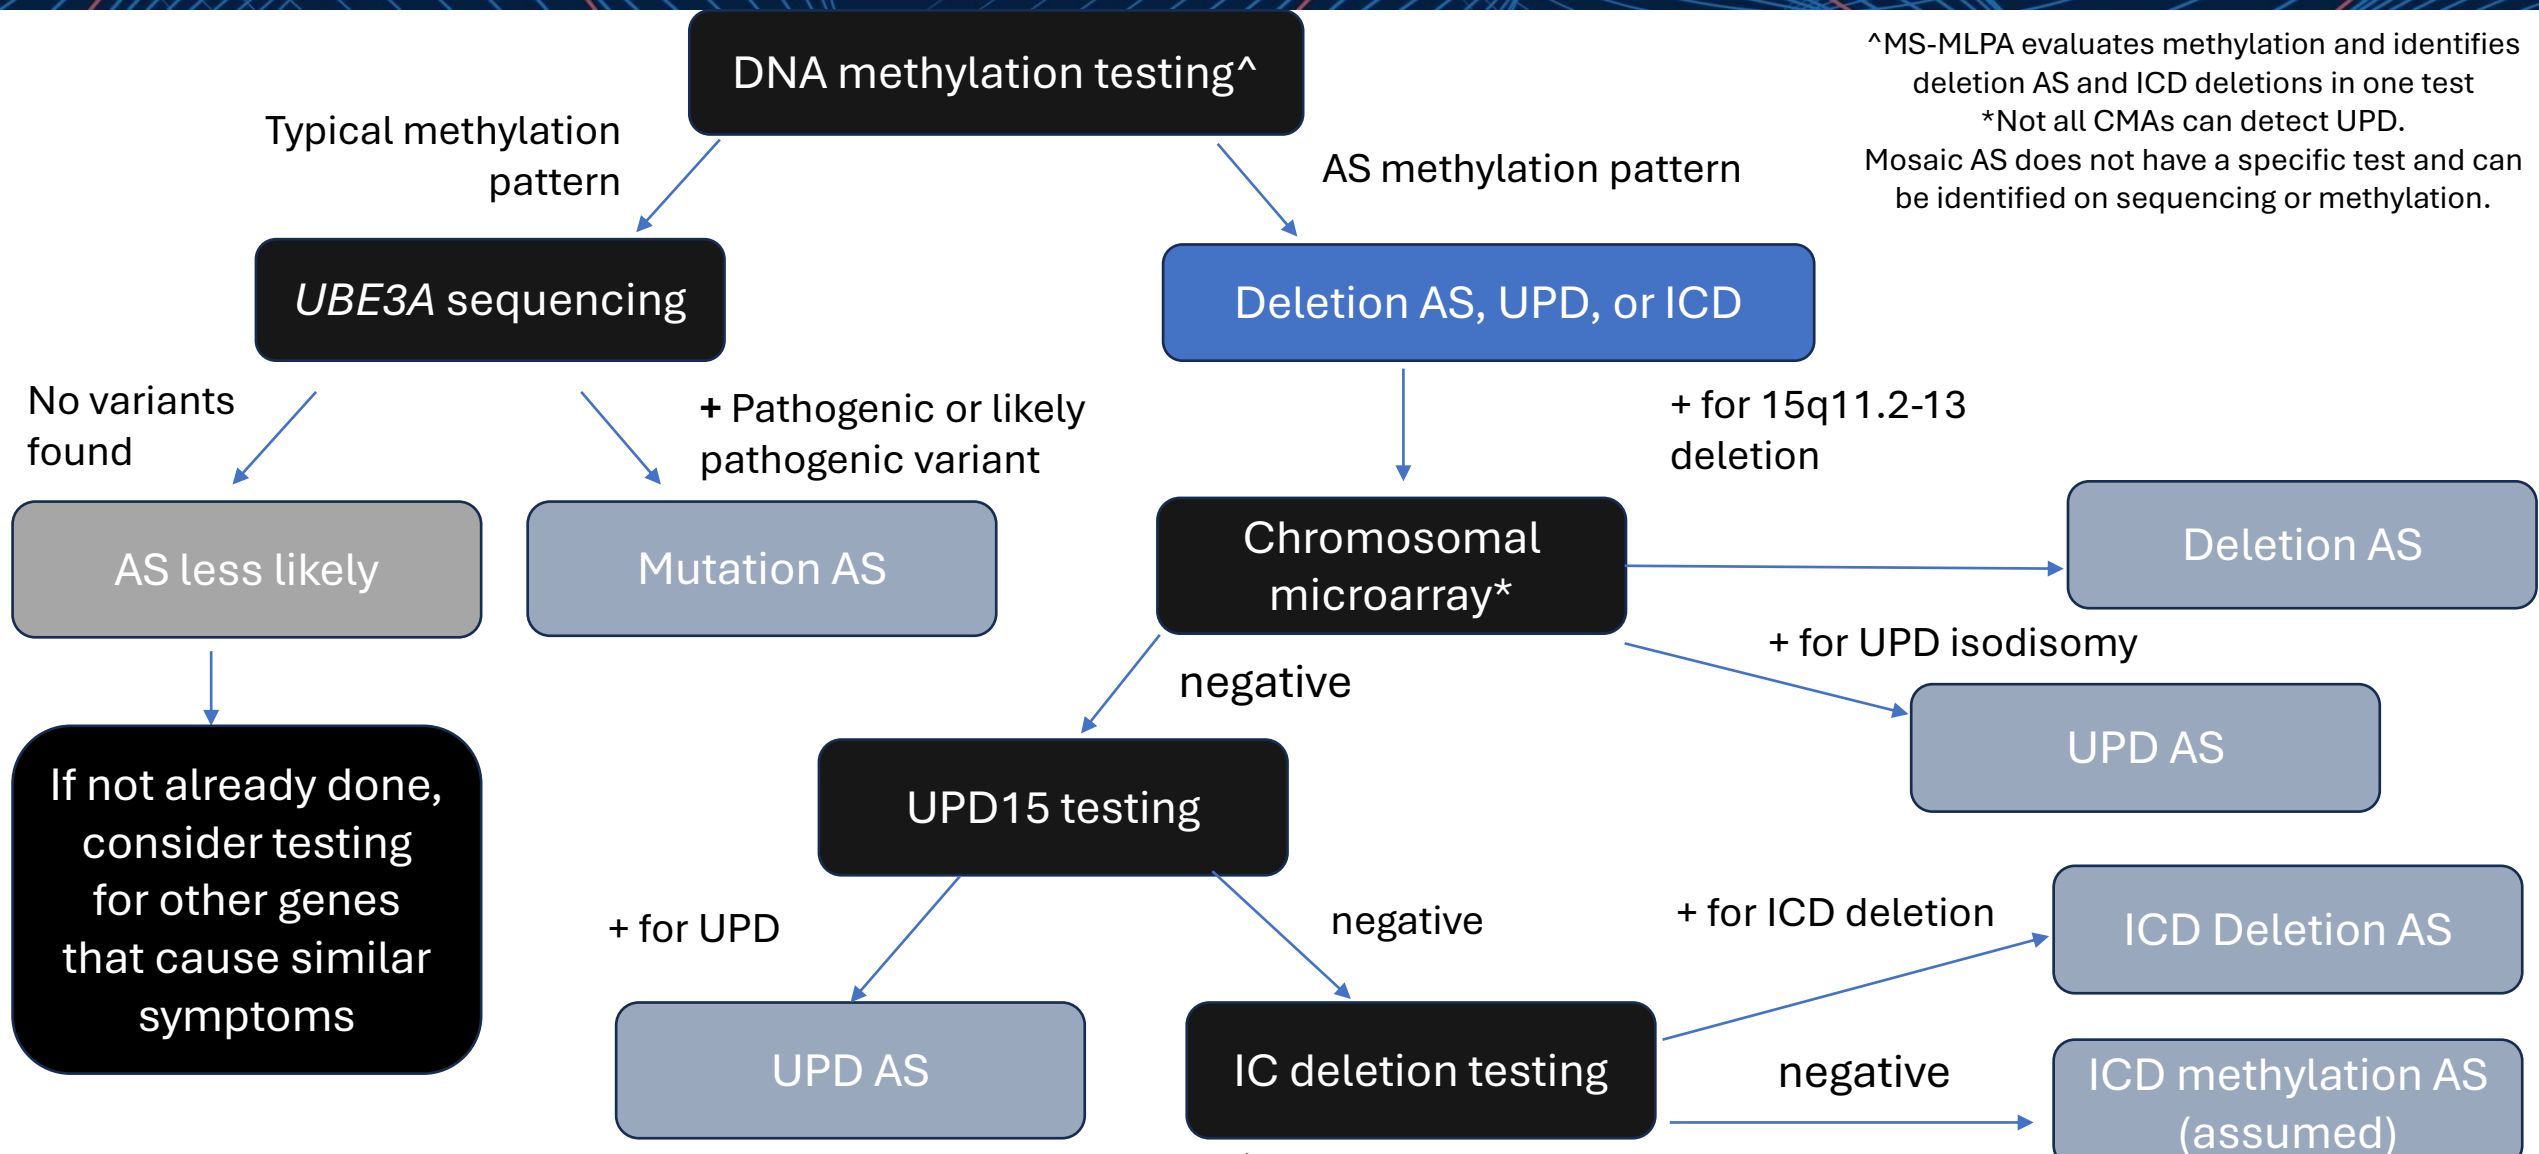 DNA methylation testing^
^MS-MLPA evaluates methylation and identifies
deletion AS and ICD deletions in one test
*Not all CMAs can detect UPD.
Mosaic AS does not have a specific test and can
be identified on sequencing or methylation.
Typical methylation
pattern
AS methylation pattern
UBE3A sequencing
Deletion AS, UPD, or ICD
No variants
found
+ Pathogenic or likely
pathogenic variant
+ for 15q11.2-13
deletion
AS less likely
Mutation AS
Chromosomal
microarray*
Deletion AS
negative
+ for UPD isodisomy
UPD AS
If not already done,
consider testing
for other genes
that cause similar
symptoms
UPD15 testing
+ for UPD
negative
+ for ICD deletion
ICD Deletion AS
UPD AS
IC deletion testing
negative
ICD methylation AS
(assumed)